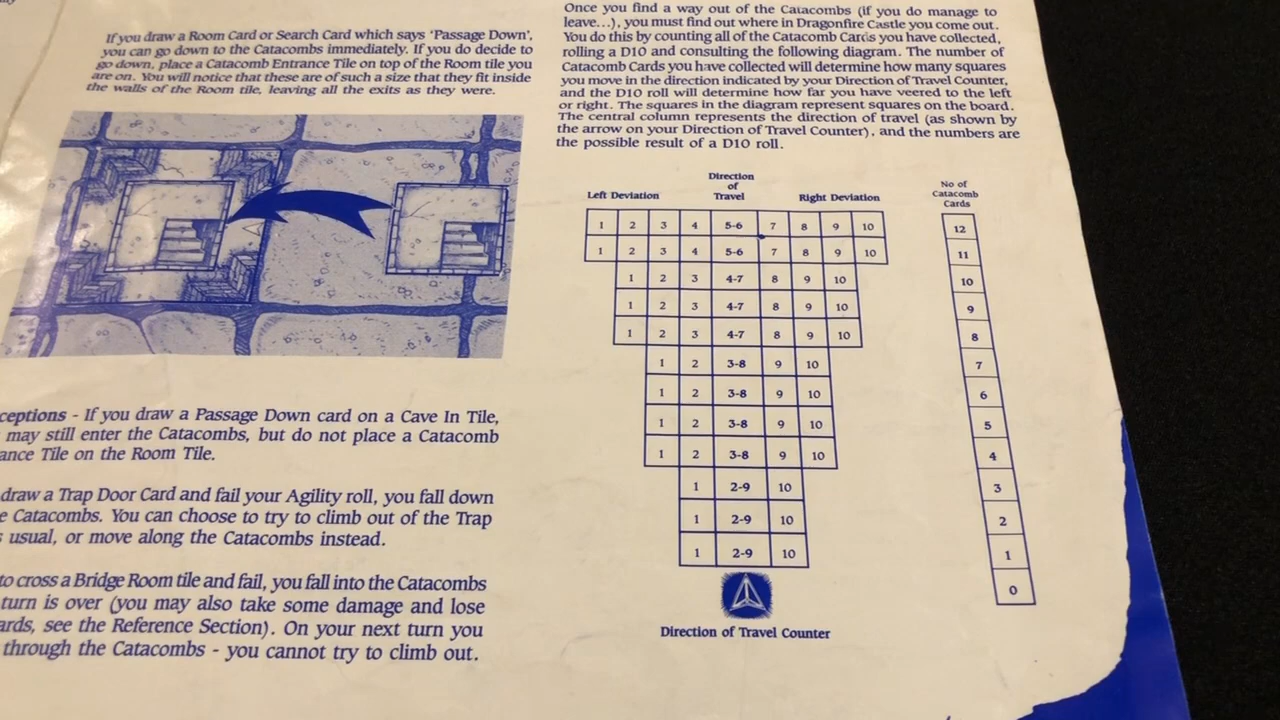 If you draw a Room Card or Search Card which says 'Passage Down',
you can go down to the Catacombs immediately. If you do decide to
go down, place a Catacomb Entrance Tile on top of the Room tile you
are on. You will notice that these are of such a size that they fit inside
the walls of the Room tile, leaving all the exits as they were.
ceptions - If you draw a Passage Down card on a Cave In Tile,
may still enter the Catacombs, but do not place a Catacomb
ance Tile on the Room Tile.
draw a Trap Door Card and fail your Agility roll, you fall down
e Catacombs. You can choose to try to climb out of the Trap
s usual, or move along the Catacombs instead.
to cross a Bridge Room tile and fail, you fall into the Catacombs
turn is over (you may also take some damage and lose
ards, see the Reference Section). On your next turn you
through the Catacombs - you cannot try to climb out.
Once you find a way out of the Catacombs (if you do manage to
leave...), you must find out where in Dragonfire Castle you come out.
You do this by counting all of the Catacomb Cards you have collected,
rolling a D10 and consulting the following diagram. The number of
Catacomb Cards you have collected will determine how many squares
you move in the direction indicated by your Direction of Travel Counter,
and the D10 roll will determine how far you have veered to the left
or right. The squares in the diagram represent squares on the board.
The central column represents the direction of travel (as shown by
the arrow on your Direction of Travel Counter), and the numbers are
the possible result of a D10 roll.
Left Deviation
Direction
of
Travel
Right Deviation
No of
Catacomb
Cards
1 2 3 4 5-6 7 8 9 10 12
1 2 3 4 5-6 7 8 9 10 11
1 2 3 4-7 8 9 10 10
1 2 3 4-7 8 9 10 9
1 2 3 4-7 8 9 10 8
1 2 3-8 9 10 7
1 2 3-8 9 10 6
1 2 3-8 9 10 5
1 2 3-8 9 10 4
1 2-9 10 3
1 2-9 10 2
1 2-9 10 1
0
Direction of Travel Counter